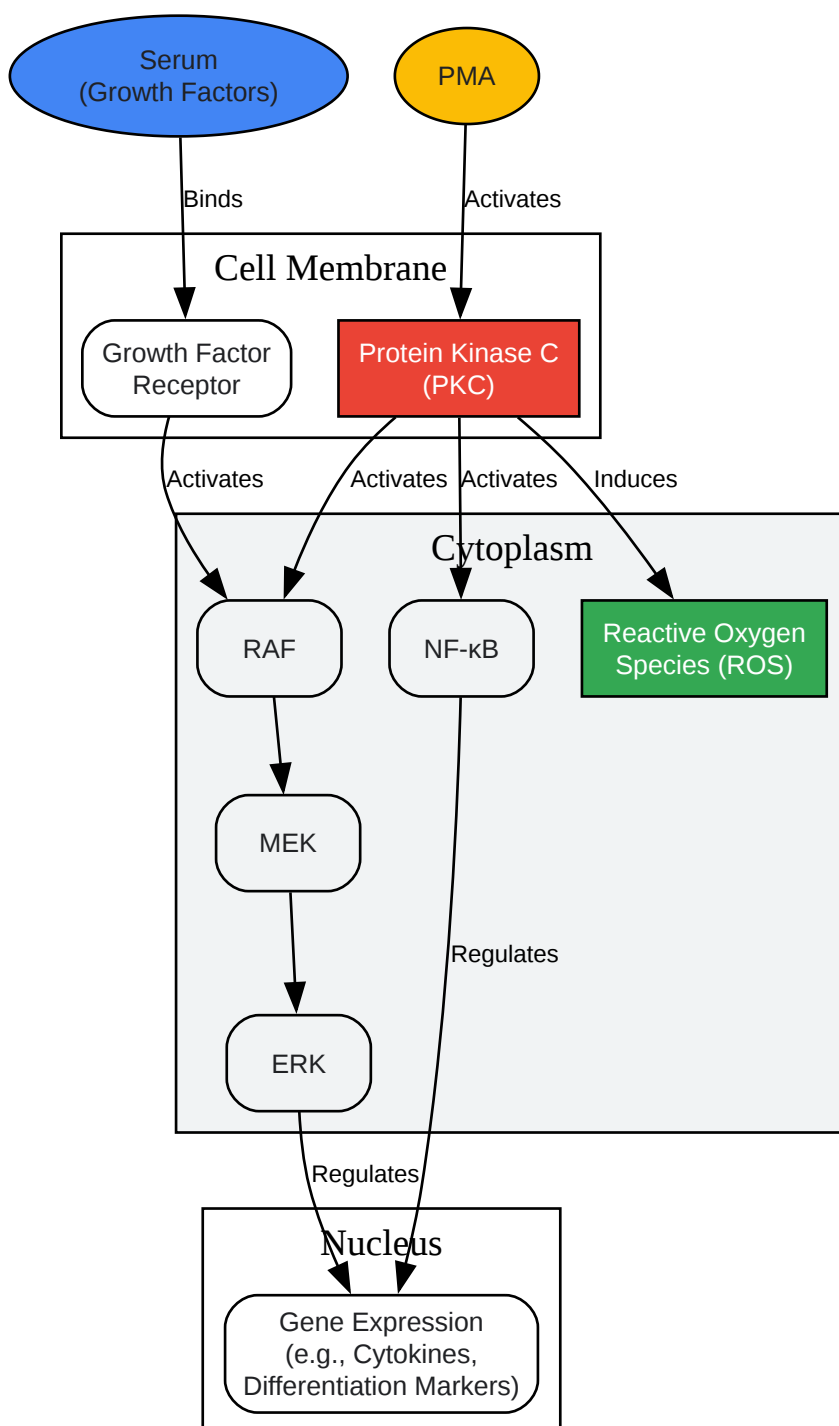 Serum
(Growth Factors)
PMA
Binds
Activates
Cell Membrane
Growth Factor
Receptor
Protein Kinase C
(PKC)
Activates
Activates
Activates
Induces
Cytoplasm
RAF
NF-κB
Reactive Oxygen
Species (ROS)
MEK
Regulates
ERK
Regulates
Nucleus
Gene Expression
(e.g., Cytokines,
Differentiation Markers)